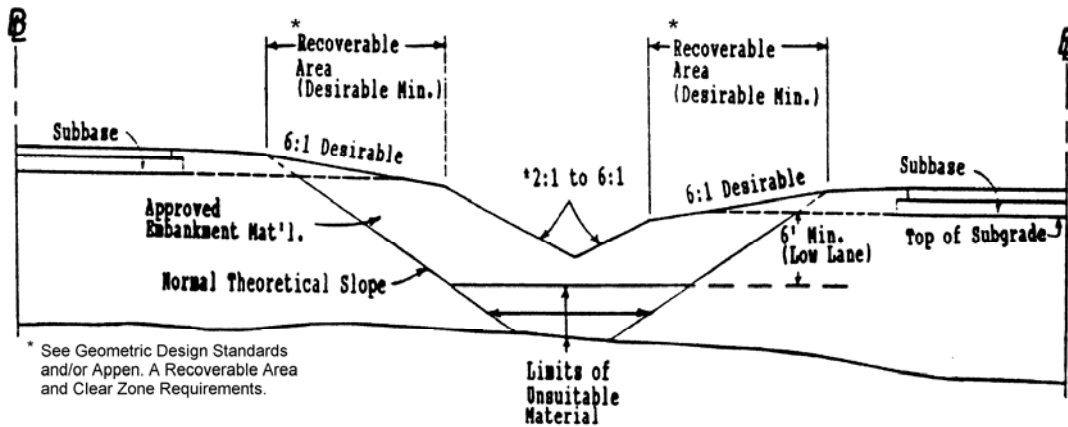 ℄
*
Recoverable
Area
(Desirable Min.)
*
Recoverable
Area
(Desirable Min.)
℄
Subbase
6:1 Desirable
*2:1 to 6:1
6:1 Desirable
Subbase
Approved
Embankment Mat'l.
6' Min.
(Low Lane)
Top of Subgrade
Normal Theoretical Slope
* See Geometric Design Standards
and/or Appen. A Recoverable Area
and Clear Zone Requirements.
Limits of
Unsuitable
Material